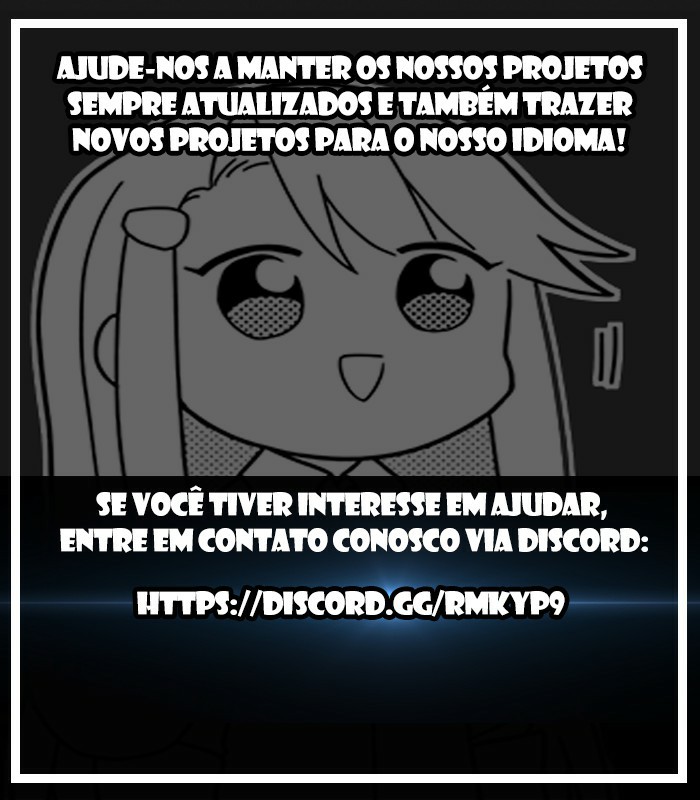 AJUDE-NOS A MANTER OS NOSSOS PROJETOS
SEMPRE ATUALIZADOS E TAMBÉM TRAZER
NOVOS PROJETOS PARA O NOSSO IDIOMA!
SE VOCÊ TIVER INTERESSE EM AJUDAR,
ENTRE EM CONTATO CONOSCO VIA DISCORD:
HTTPS://DISCORD.GG/RMKYP9